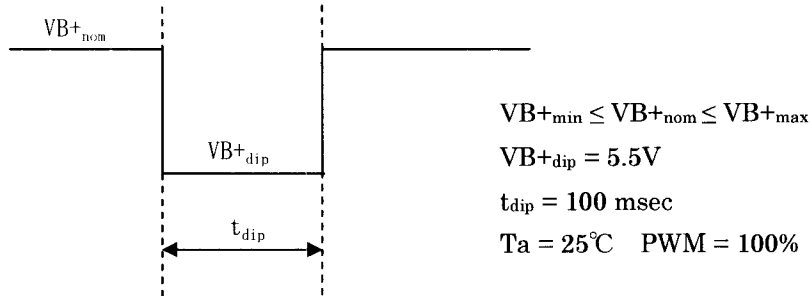 VB+nom
VB+dip
tdip
VB+min ≤ VB+nom ≤ VB+max
VB+dip = 5.5V
tdip = 100 msec
Ta = 25℃ PWM = 100%